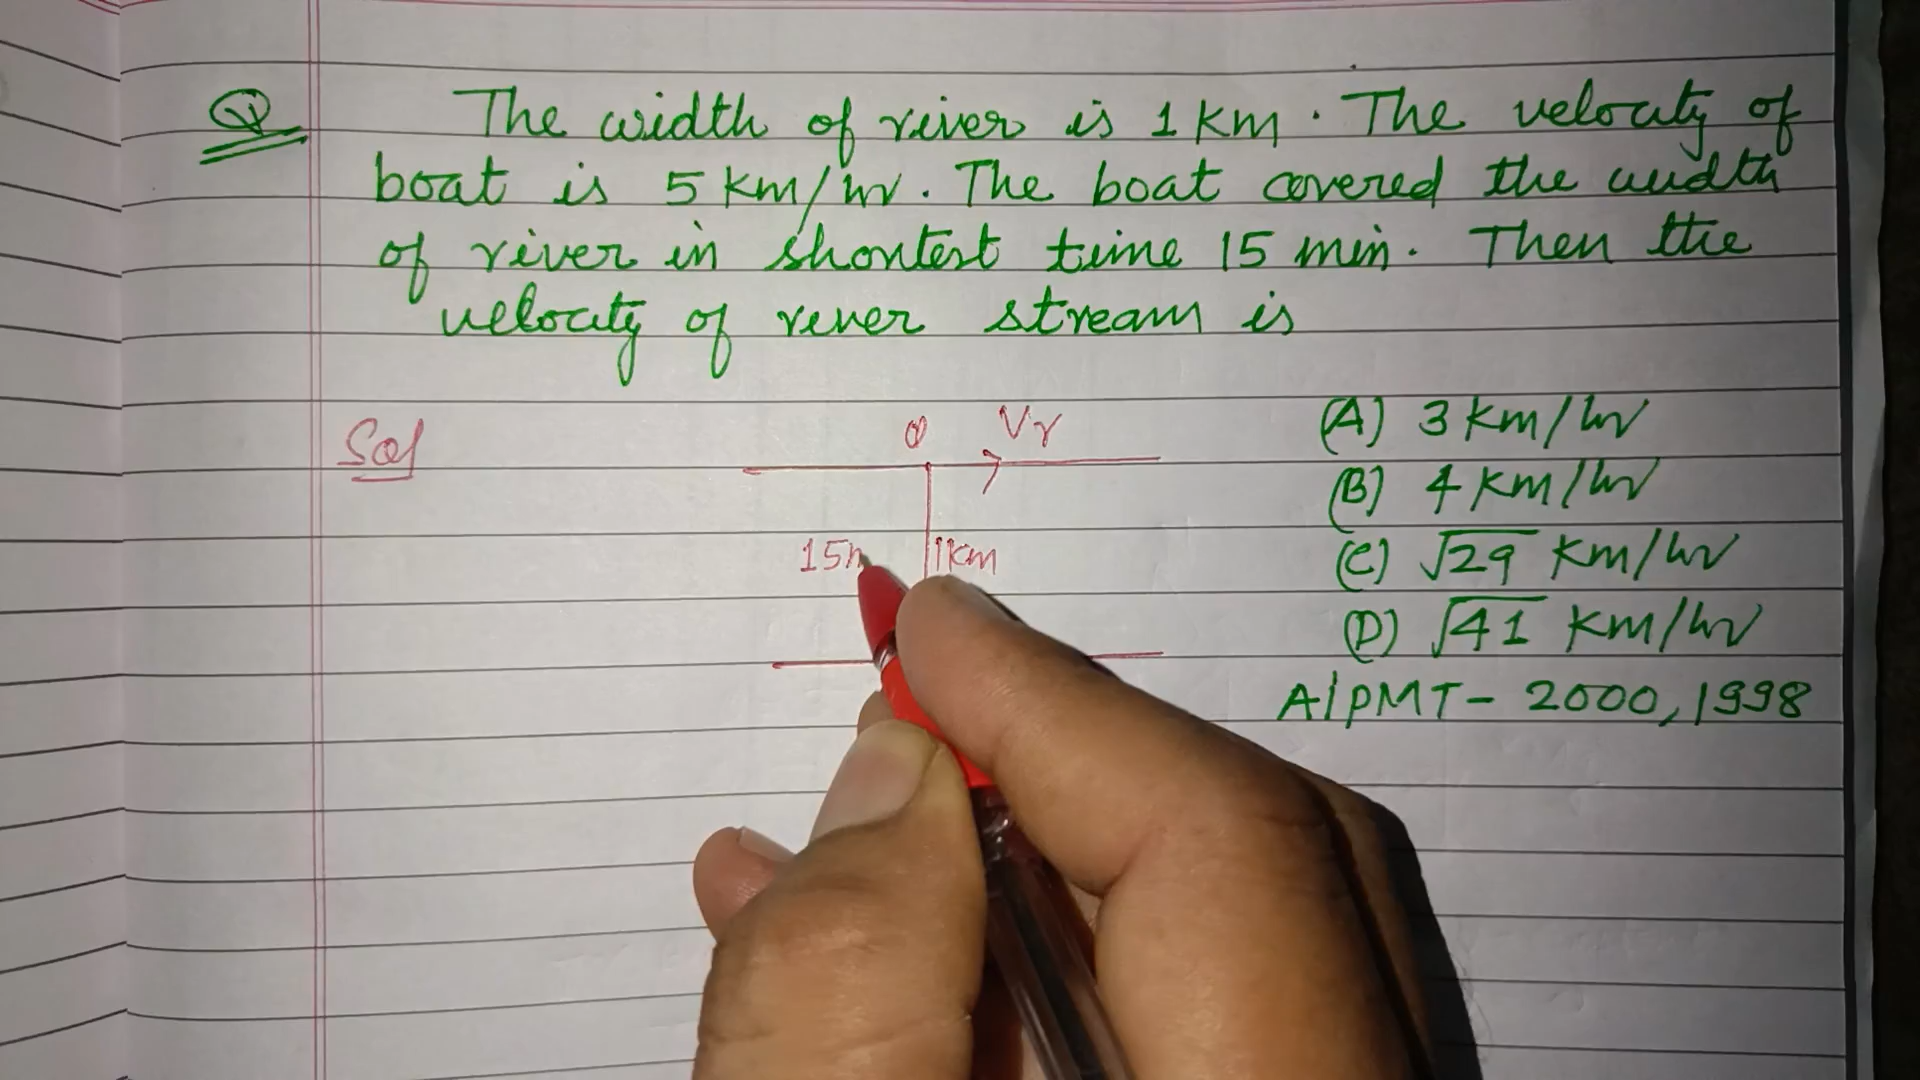 Q The width of river is 1 km. The velocity of
boat is 5 km/hr. The boat covered the width
of river in shortest time 15 min. Then the
velocity of river stream is
Sol
Vr
15m 1km
(A) 3 km/hr
(B) 4 km/hr
(C) √29 km/hr
(D) √41 km/hr
AIPMT- 2000, 1998